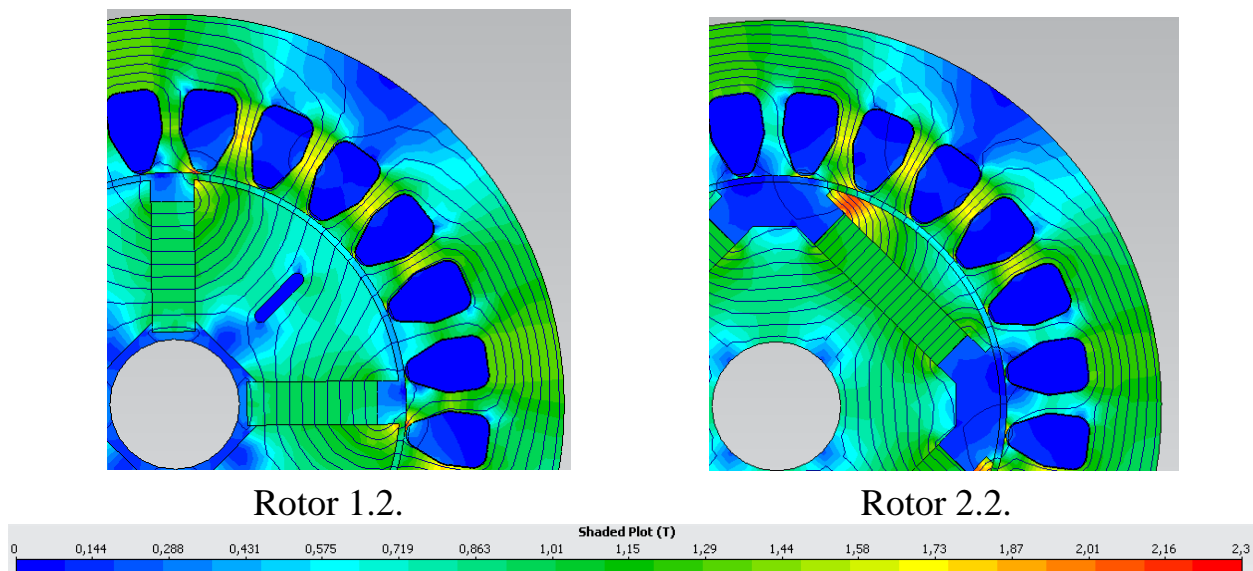 Rotor 1.2. Rotor 2.2.
Shaded Plot (T)
0 0,144 0,288 0,431 0,575 0,719 0,863 1,01 1,15 1,29 1,44 1,58 1,73 1,87 2,01 2,16 2,3